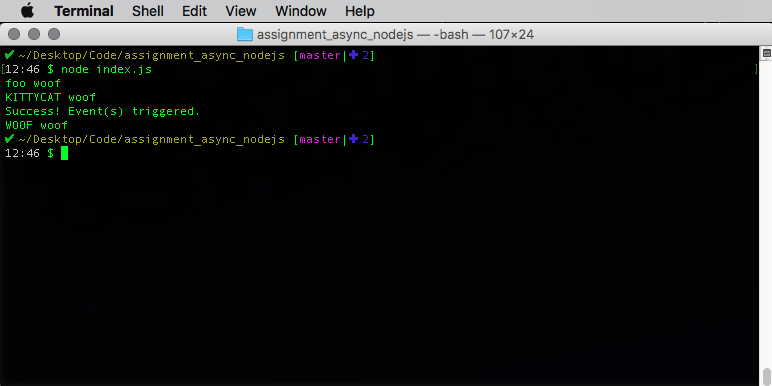 Terminal Shell Edit View Window Help
assignment_async_nodejs — -bash — 107×24
✔ ~/Desktop/Code/assignment_async_nodejs [master|✚ 2]
[12:46 $ node index.js ]
foo woof
KITTYCAT woof
Success! Event(s) triggered.
WOOF woof
✔ ~/Desktop/Code/assignment_async_nodejs [master|✚ 2]
12:46 $